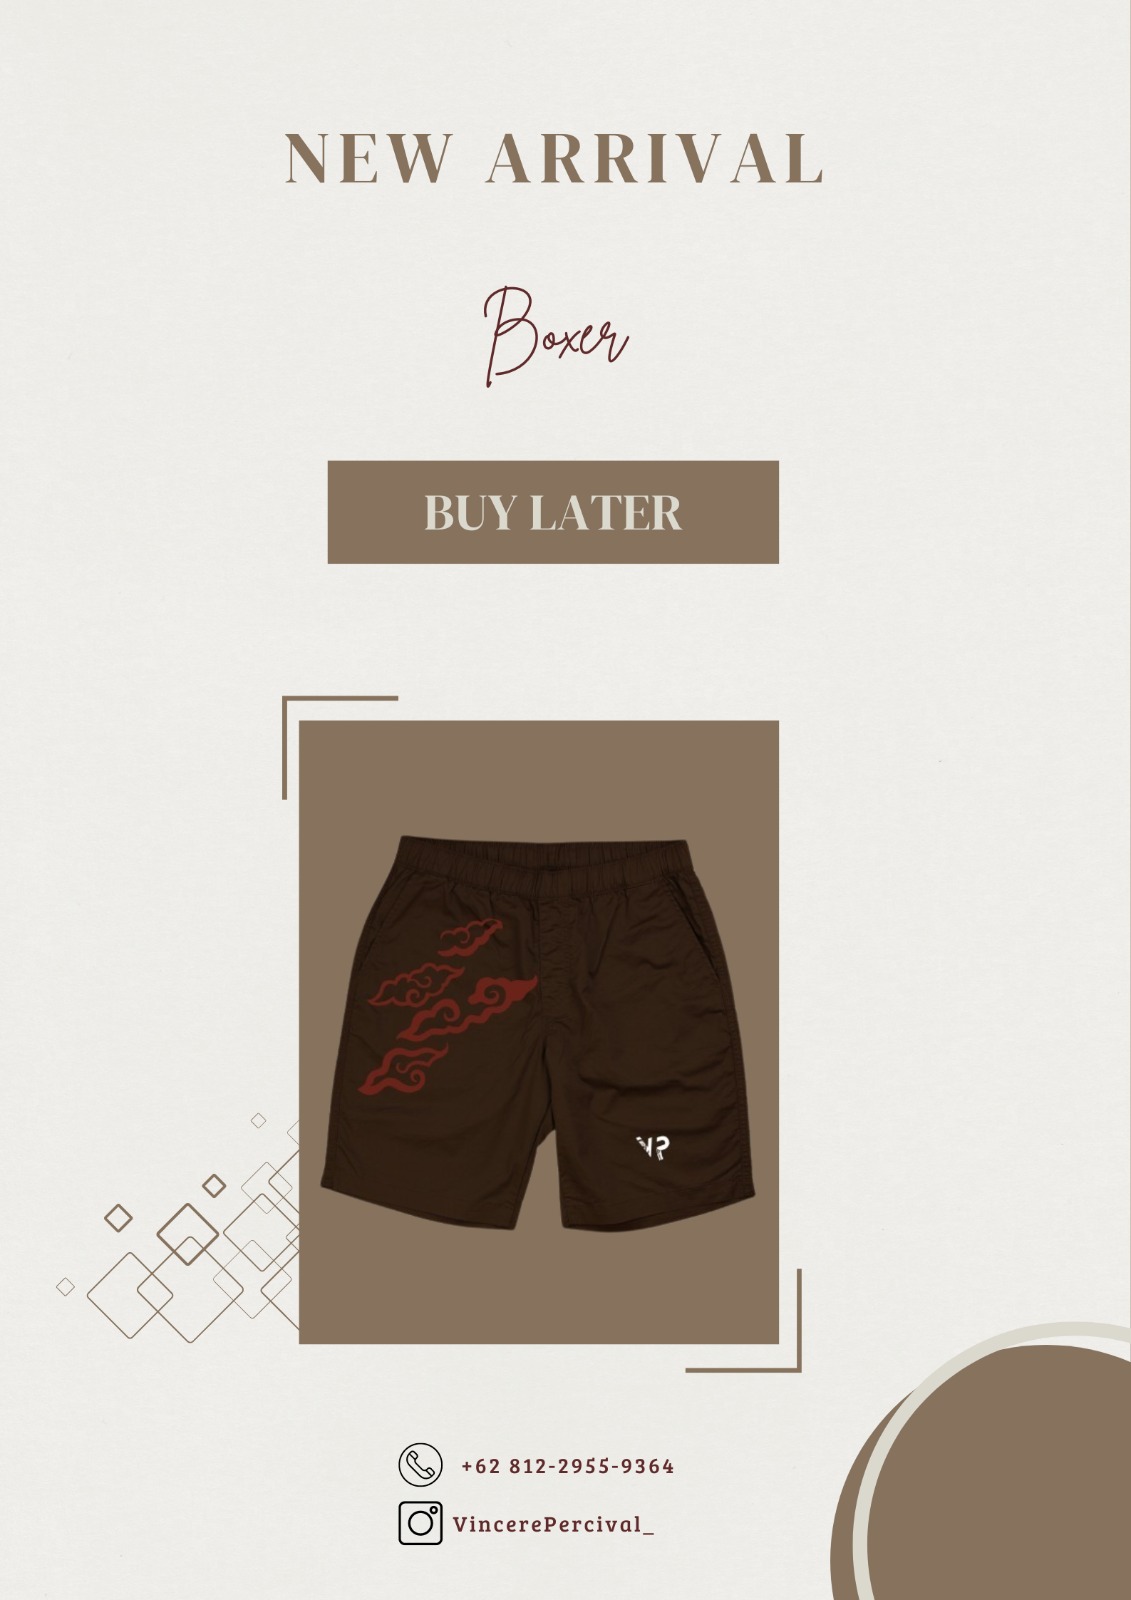 NEW ARRIVAL
Boxer
BUY LATER
VP
+62 812-2955-9364
VincerePercival_